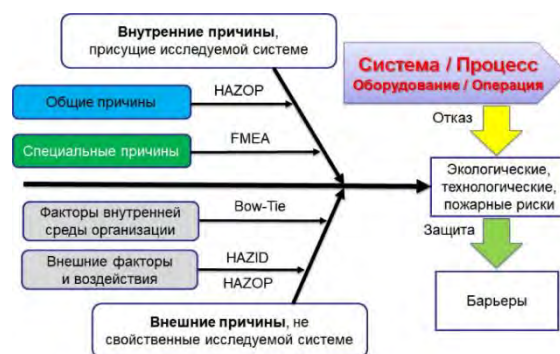 Внутренние причины,
присущие исследуемой системе
Система / Процесс
Оборудование / Операция
Общие причины
HAZOP
Отказ
Специальные причины
FMEA
Экологические,
технологические,
пожарные риски
Факторы внутренней
среды организации
Bow-Tie
Защита
Внешние факторы
и воздействия
HAZID
HAZOP
Барьеры
Внешние причины, не
свойственные исследуемой системе